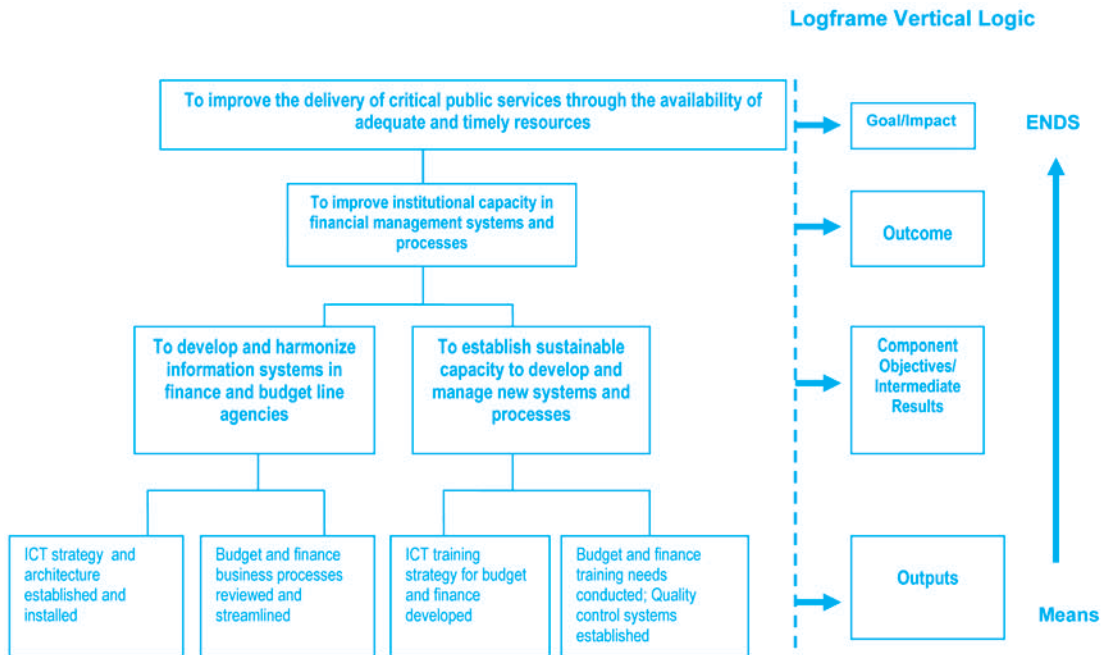 Logframe Vertical Logic
To improve the delivery of critical public services through the availability of
adequate and timely resources
Goal/Impact
ENDS
To improve institutional capacity in
financial management systems and
processes
Outcome
To develop and harmonize
information systems in
finance and budget line
agencies
To establish sustainable
capacity to develop and
manage new systems and
processes
Component
Objectives/
Intermediate
Results
ICT strategy and
architecture
established and
installed
Budget and finance
business processes
reviewed and
streamlined
ICT training
strategy for budget
and finance
developed
Budget and finance
training needs
conducted; Quality
control systems
established
Outputs
Means